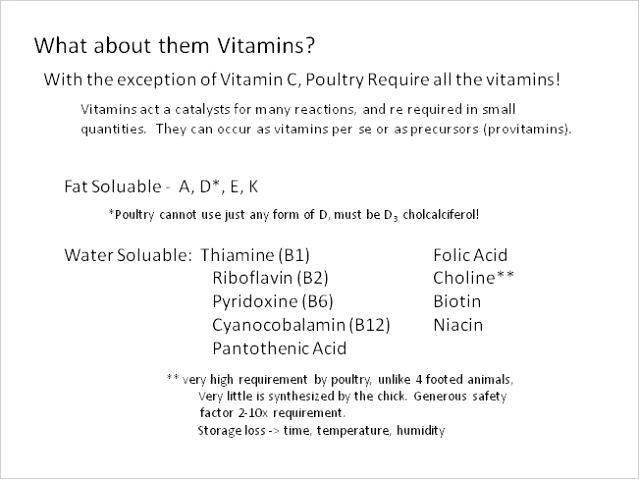 What about them Vitamins?
With the exception of Vitamin C, Poultry Require all the vitamins!
Vitamins act a catalysts for many reactions, and re required in small
quantities. They can occur as vitamins per se or as precursors (provitamins).
Fat Soluable - A, D*, E, K
*Poultry cannot use just any form of D, must be D3, cholcalciferol!
Water Soluable: Thiamine (B1)
Riboflavin (B2)
Pyridoxine (B6)
Cyanocobalamin (B12)
Pantothenic Acid
Folic Acid
Choline**
Biotin
Niacin
** very high requirement by poultry, unlike 4 footed animals,
Very little is synthesized by the chick. Generous safety
factor 2-10x requirement.
Storage loss -> time, temperature, humidity